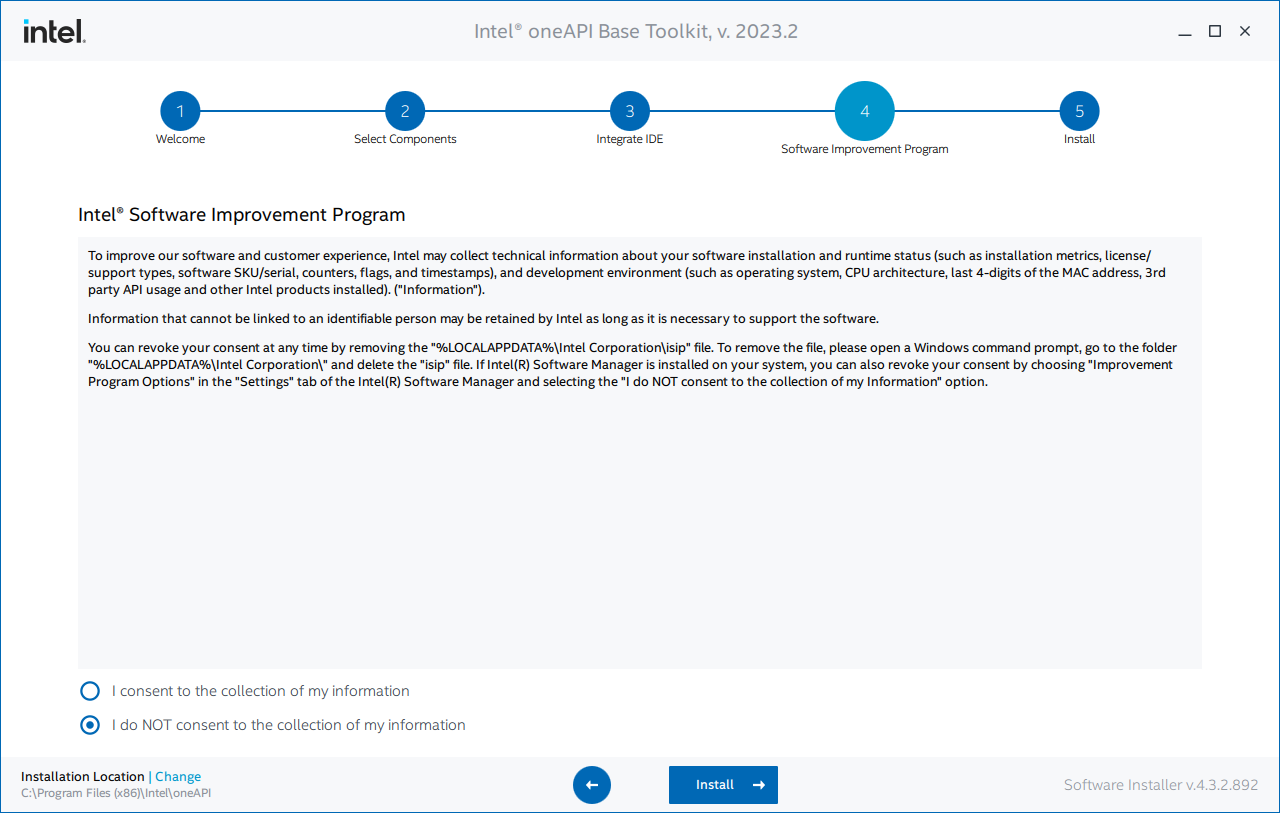 intel.
Intel® oneAPI Base Toolkit, v. 2023.2
1
2
3
4
5
Welcome
Select Components
Integrate IDE
Software Improvement Program
Install
Intel® Software Improvement Program
To improve our software and customer experience, Intel may collect technical information about your software installation and runtime status (such as installation metrics, license/
support types, software SKU/serial, counters, flags, and timestamps), and development environment (such as operating system, CPU architecture, last 4-digits of the MAC address, 3rd
party API usage and other Intel products installed). ("Information").
Information that cannot be linked to an identifiable person may be retained by Intel as long as it is necessary to support the software.
You can revoke your consent at any time by removing the "%LOCALAPPDATA%\Intel Corporation\isip" file. To remove the file, please open a Windows command prompt, go to the folder
"%LOCALAPPDATA%\Intel Corporation\" and delete the "isip" file. If Intel(R) Software Manager is installed on your system, you can also revoke your consent by choosing "Improvement
Program Options" in the "Settings" tab of the Intel(R) Software Manager and selecting the "I do NOT consent to the collection of my Information" option.
I consent to the collection of my information
I do NOT consent to the collection of my information
Installation Location | Change
C:\Program Files (x86)\Intel\oneAPI
Install
Software Installer v.4.3.2.892